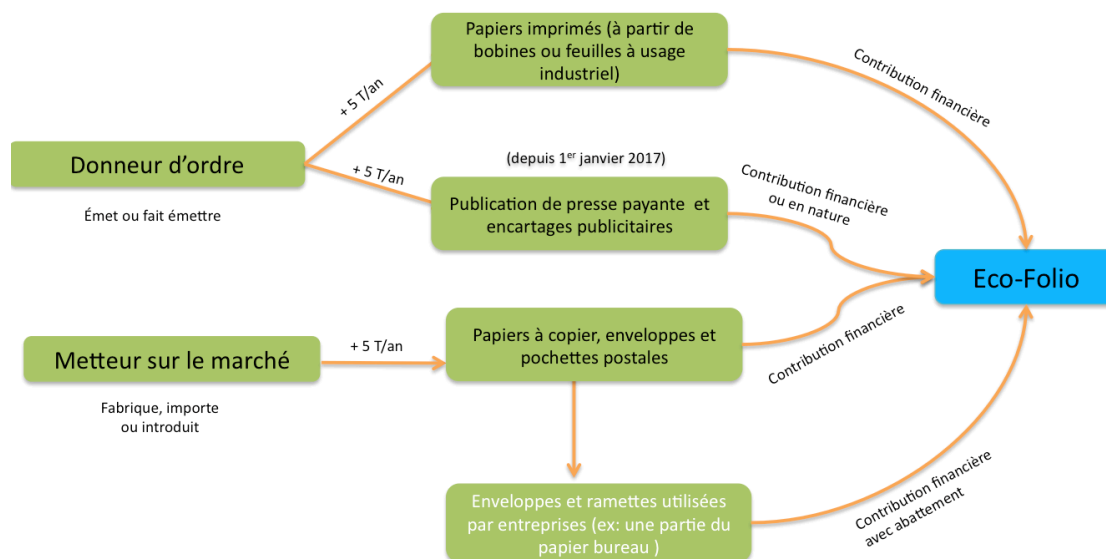 Papiers imprimés (à partir de
bobines ou feuilles à usage
industriel)
+ 5 T/an
Contribution financière
Donneur d'ordre
Émet ou fait émettre
+ 5 T/an
(depuis 1er janvier 2017)
Publication de presse payante et
encartages publicitaires
Contribution financière
ou en nature
Eco-Folio
Metteur sur le marché
Fabrique, importe
ou introduit
+ 5 T/an
Papiers à copier, enveloppes et
pochettes postales
Contribution financière
Enveloppes et ramettes utilisées
par entreprises (ex: une partie du
papier bureau )
Contribution financière
avec abattement